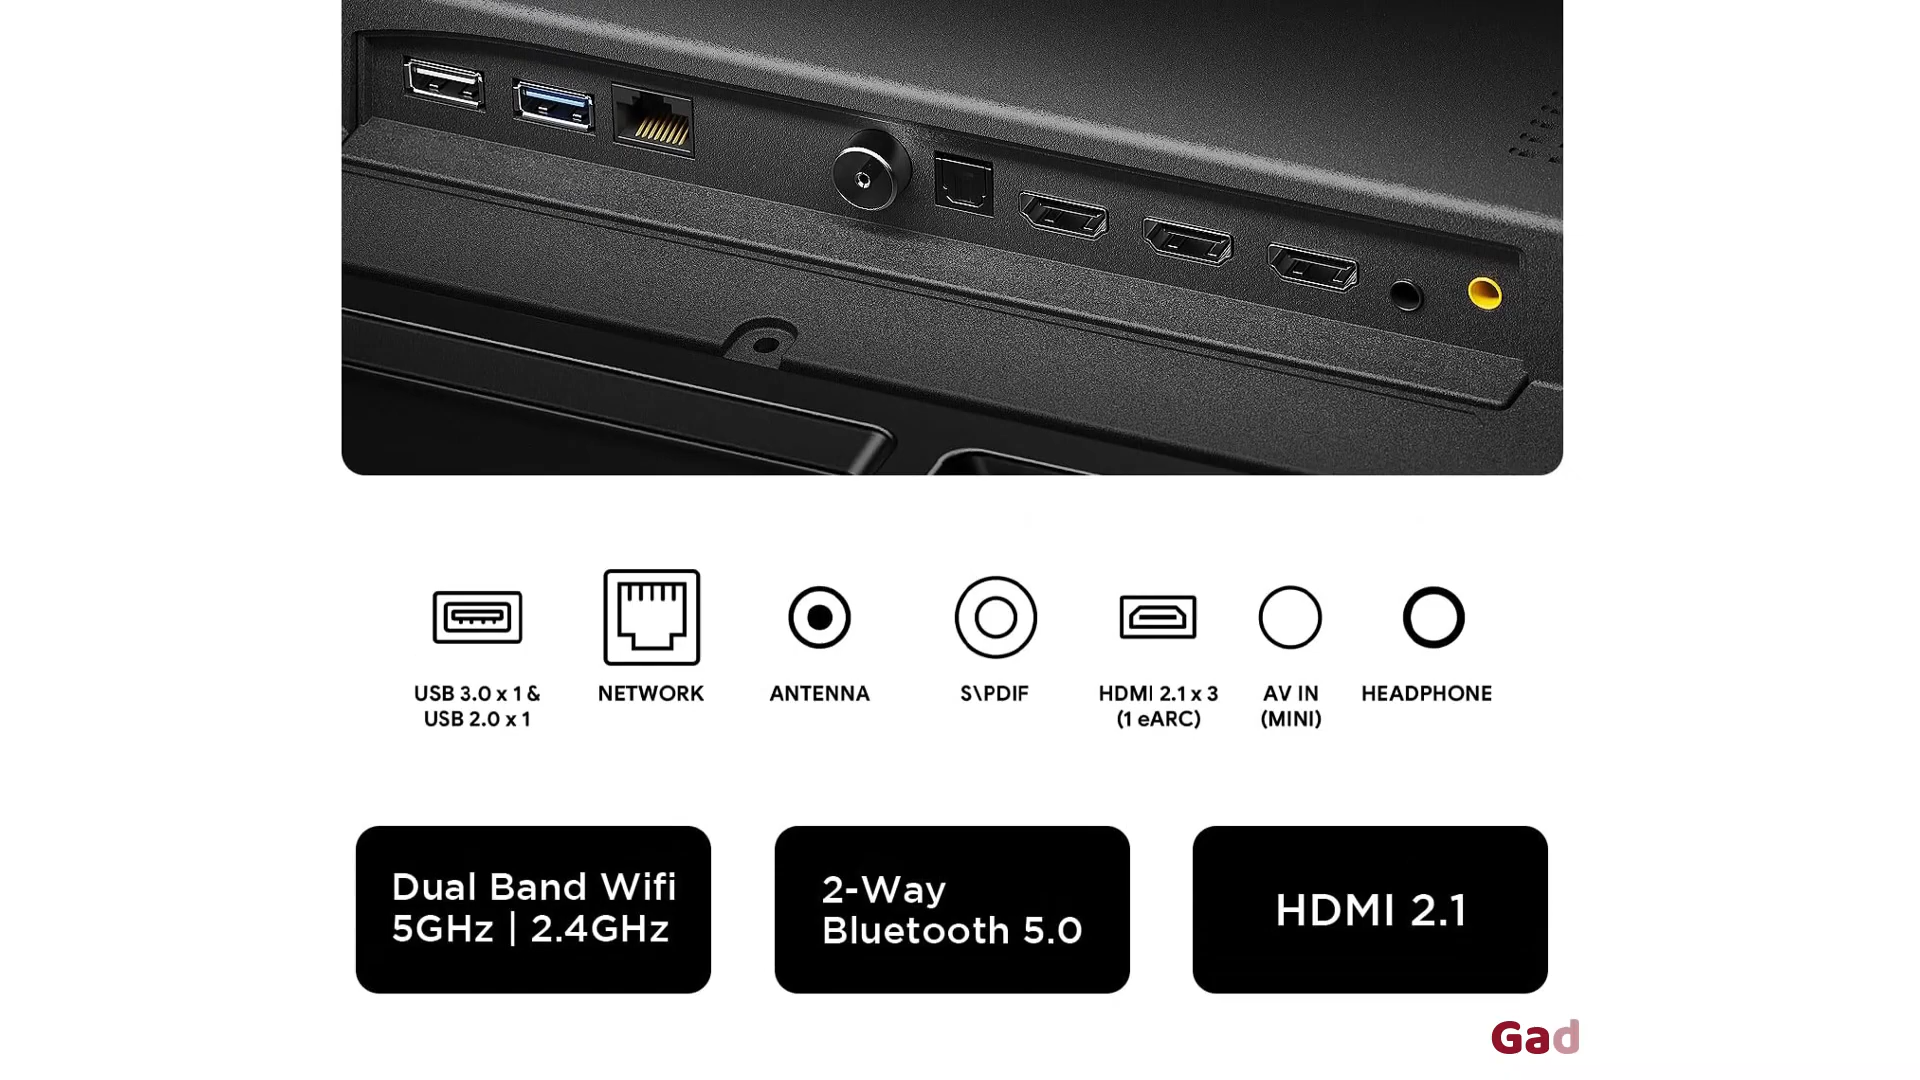 USB 3.0 x 1 &
USB 2.0 x 1
NETWORK
ANTENNA
S\PDIF
HDMI 2.1 x 3
(1 eARC)
AV IN
(MINI)
HEADPHONE
Dual Band Wifi
5GHz | 2.4GHz
2-Way
Bluetooth 5.0
HDMI 2.1
Gad